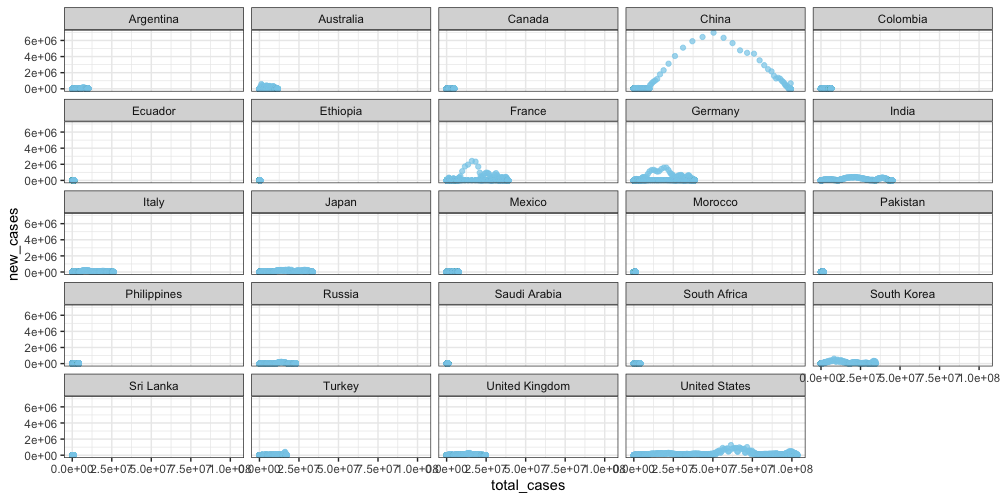 Argentina Australia Canada China Colombia
6e+06
4e+06
2e+06
0e+00
Ecuador Ethiopia France Germany India
6e+06
4e+06
2e+06
0e+00
Italy Japan Mexico Morocco Pakistan
6e+06
4e+06
2e+06
0e+00
new_cases
Philippines Russia Saudi Arabia South Africa South Korea
6e+06
4e+06
2e+06
0e+00
0.0e+00 2.5e+07 5.0e+07 7.5e+07 1.0e+08
Sri Lanka Turkey United Kingdom United States
6e+06
4e+06
2e+06
0e+00
0.0e+00 2.5e+07 5.0e+07 7.5e+07 1.0e+08 0.0e+00 2.5e+07 5.0e+07 7.5e+07 1.0e+08 0.0e+00 2.5e+07 5.0e+07 7.5e+07 1.0e+08 0.0e+00 2.5e+07 5.0e+07 7.5e+07 1.0e+08
total_cases